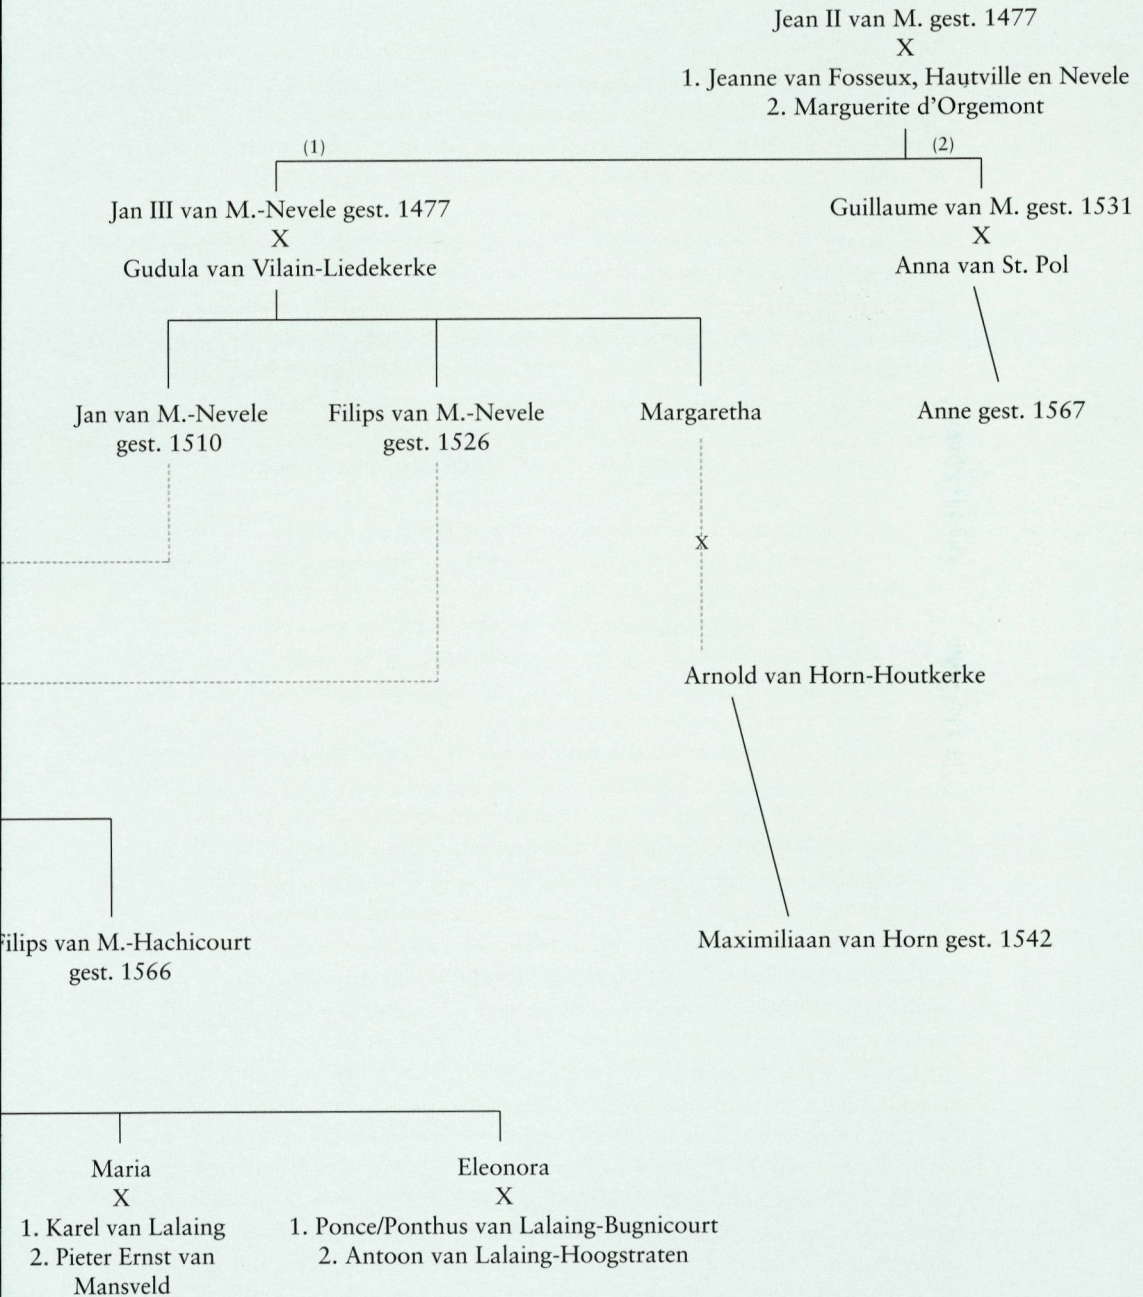 Jean II van M. gest. 1477
X
1. Jeanne van Fosseux, Hautville en Nevele
2. Marguerite d'Orgemont
(1)
(2)
Jan III van M.-Nevele gest. 1477
X
Gudula van Vilain-Liedekerke
Guillaume van M. gest. 1531
X
Anna van St. Pol
Jan van M.-Nevele
gest. 1510
Filips van M.-Nevele
gest. 1526
Margaretha
Anne gest. 1567
X
Arnold van Horn-Houtkerke
Filips van M.-Hachicourt
gest. 1566
Maximiliaan van Horn gest. 1542
Maria
X
1. Karel van Lalaing
2. Pieter Ernst van
Mansveld
Eleonora
X
1. Ponce/Ponthus van Lalaing-Bugnicourt
2. Antoon van Lalaing-Hoogstraten